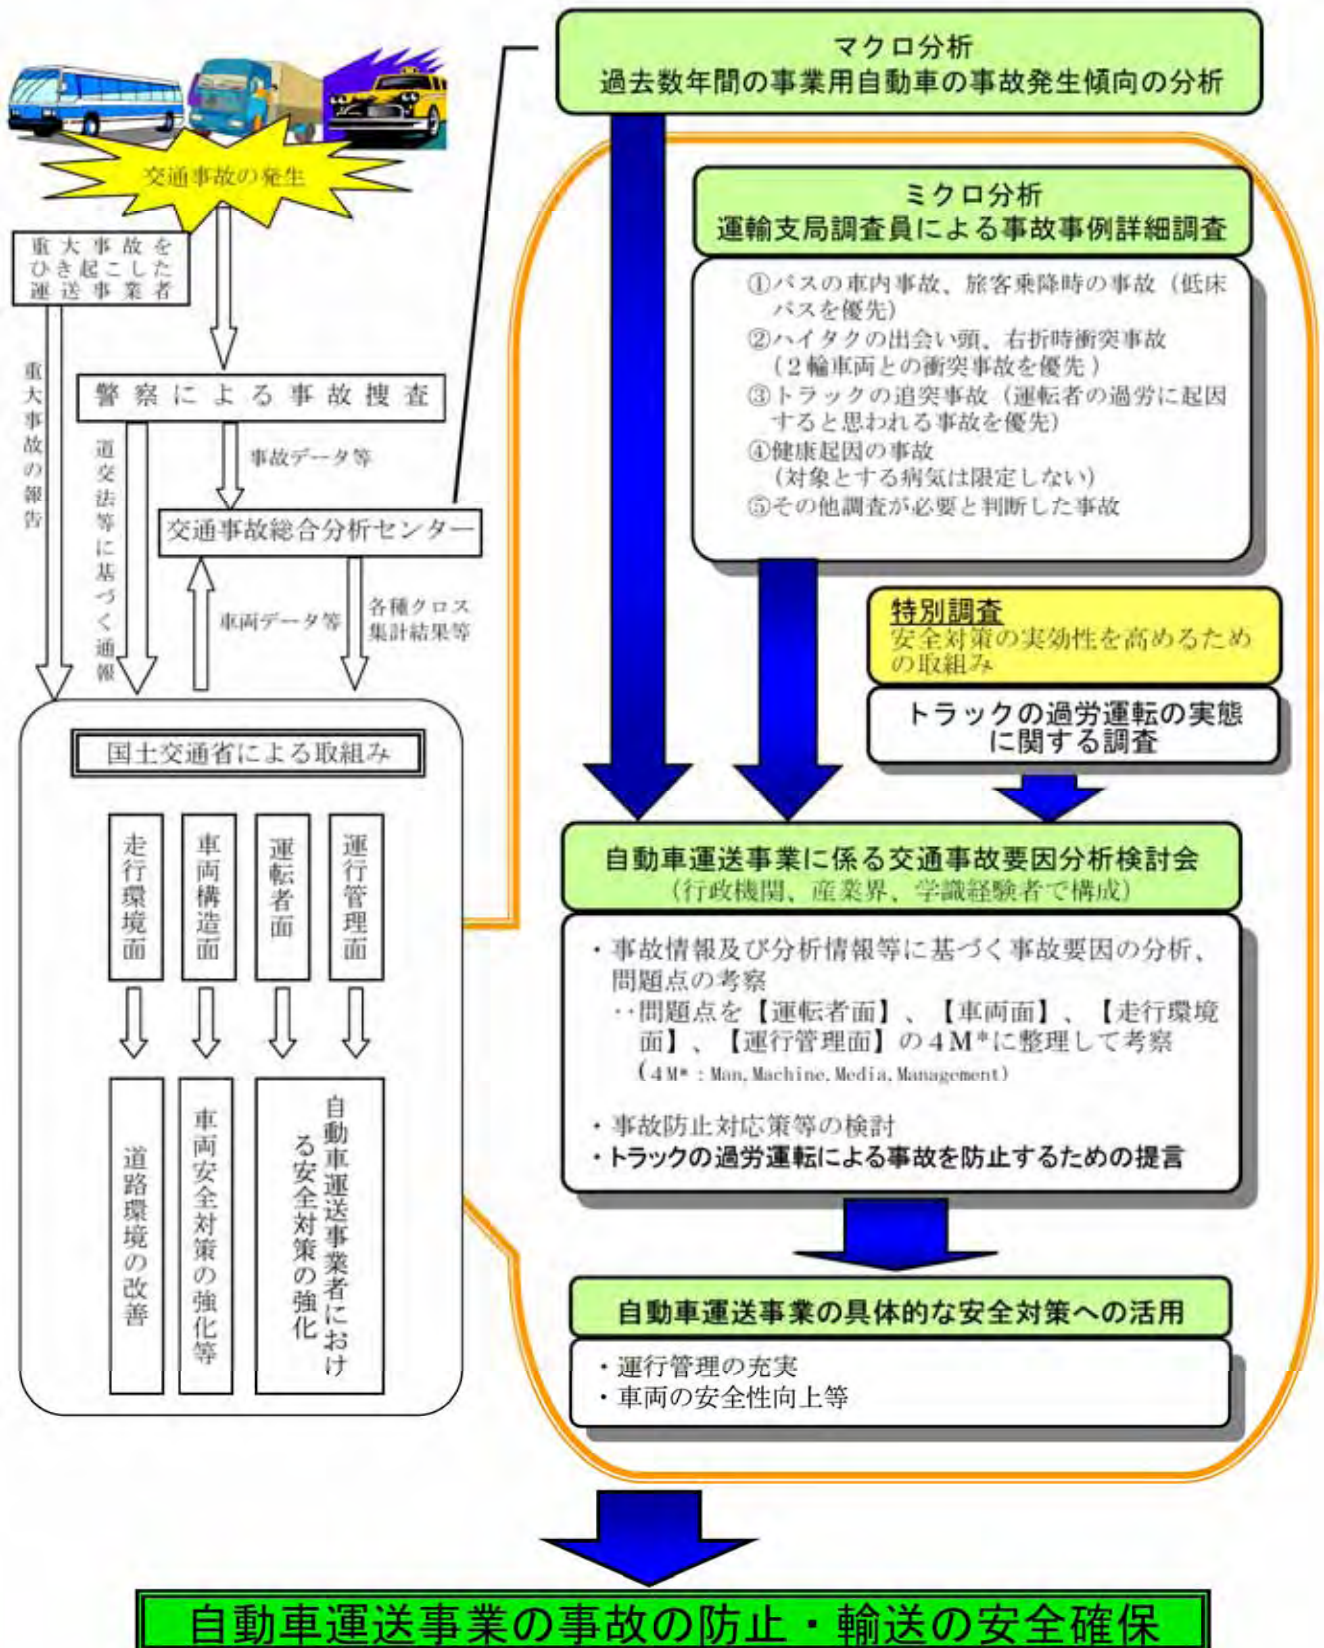 マクロ分析
過去数年間の事業用自動車の事故発生傾向の分析
交通事故の発生
重大事故を
ひき起こした
運送事業者
重大事故の報告
警察による事故捜査
道交法等に基づく通報
事故データ等
交通事故総合分析センター
車両データ等
各種クロス
集計結果等
国土交通省による取組み
走行環境面
車両構造面
運転者面
運行管理面
道路環境の改善
車両安全対策の強化等
自動車運送事業者におけ
る安全対策の強化
ミクロ分析
運輸支局調査員による事故事例詳細調査
①バスの車内事故、旅客乗降時の事故（低床
バスを優先）
②ハイタクの出会い頭、右折時衝突事故
（２輪車両との衝突事故を優先）
③トラックの追突事故（運転者の過労に起因
すると思われる事故を優先）
④健康起因の事故
（対象とする病気は限定しない）
⑤その他調査が必要と判断した事故
特別調査
安全対策の実効性を高めるため
の取組み
トラックの過労運転の実態
に関する調査
自動車運送事業に係る交通事故要因分析検討会
（行政機関、産業界、学識経験者で構成）
・事故情報及び分析情報等に基づく事故要因の分析、
問題点の考察
‥問題点を【運転者面】、【車両面】、【走行環境
面】、【運行管理面】の４M*に整理して考察
（４M*：Man,Machine,Media,Management）
・事故防止対応策等の検討
・トラックの過労運転による事故を防止するための提言
自動車運送事業の具体的な安全対策への活用
・運行管理の充実
・車両の安全性向上等
自動車運送事業の事故の防止・輸送の安全確保